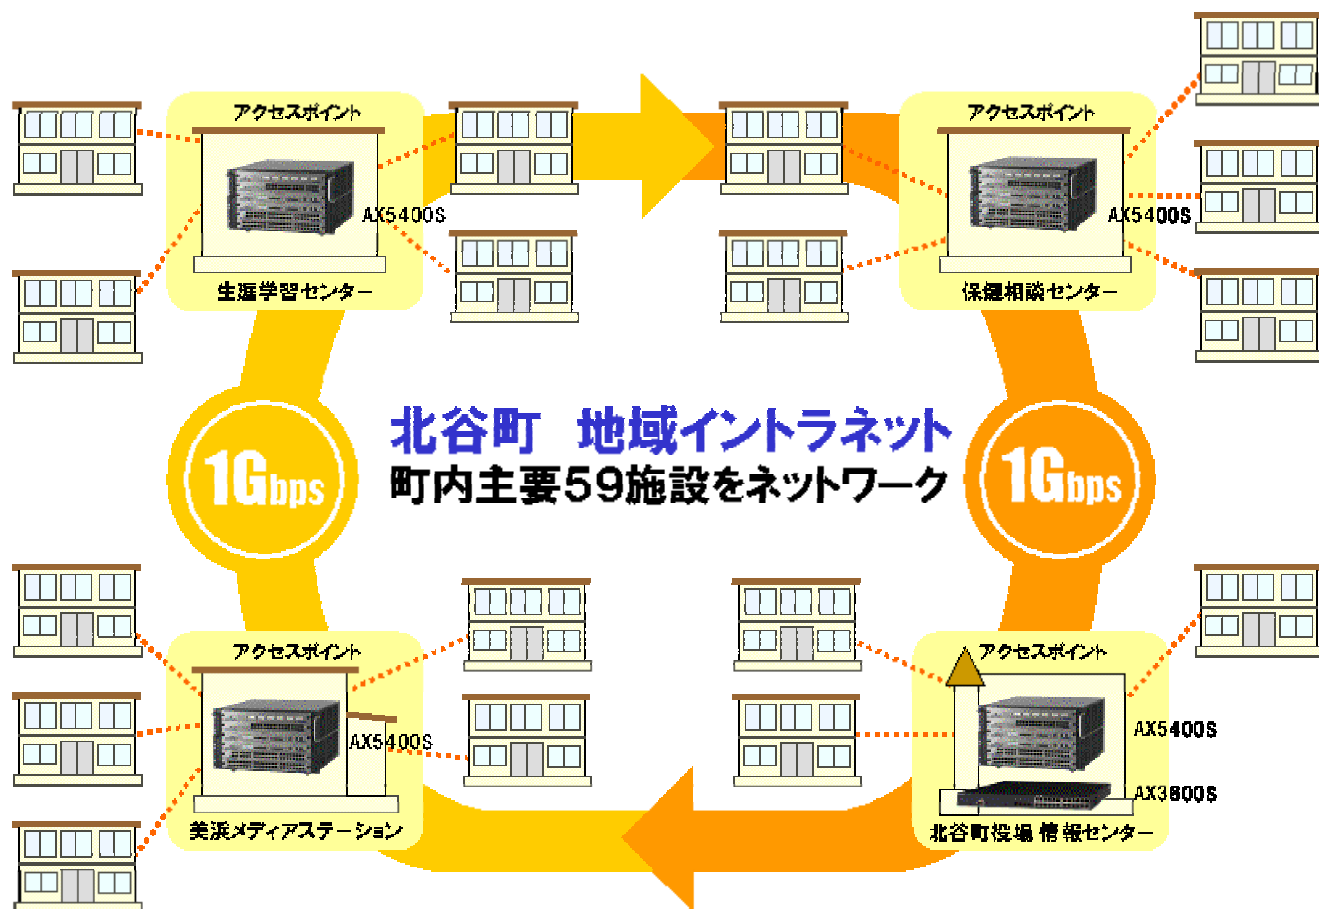 アクセスポイント
AX5400S
生涯学習センター
アクセスポイント
AX5400S
保健相談センター
北谷町 地域イントラネット
町内主要59施設をネットワーク
1Gbps
1Gbps
アクセスポイント
AX5400S
美浜メディアステーション
アクセスポイント
AX5400S
AX3600S
北谷町役場 情報センター